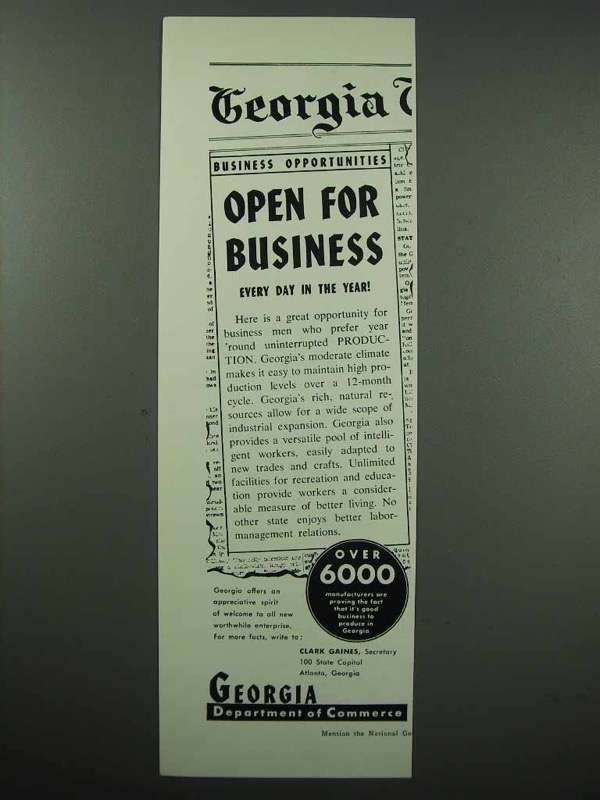 Georgia
BUSINESS OPPORTUNITIES
OPEN FOR
BUSINESS
EVERY DAY IN THE YEAR!
Here is a great opportunity for
business men who prefer year
'round uninterrupted PRODUC-
TION. Georgia's moderate climate
makes it easy to maintain high pro-
duction levels over a 12-month
cycle. Georgia's rich, natural re-
sources allow for a wide scope of
industrial expansion. Georgia also
provides a versatile pool of intelli-
gent workers, easily adapted to
new trades and crafts. Unlimited
facilities for recreation and educa-
tion provide workers a consider-
able measure of better living. No
other state enjoys better labor-
management relations.
OVER
6000
manufacturers are
proving the fact
that it's good
business to
produce in
Georgia
Georgia offers an
appreciative spirit
of welcome to all new
worthwhile enterprise.
For more facts, write to:
CLARK GAINES, Secretary
100 State Capitol
Atlanta, Georgia
GEORGIA
Department of Commerce
Mention the National Ge